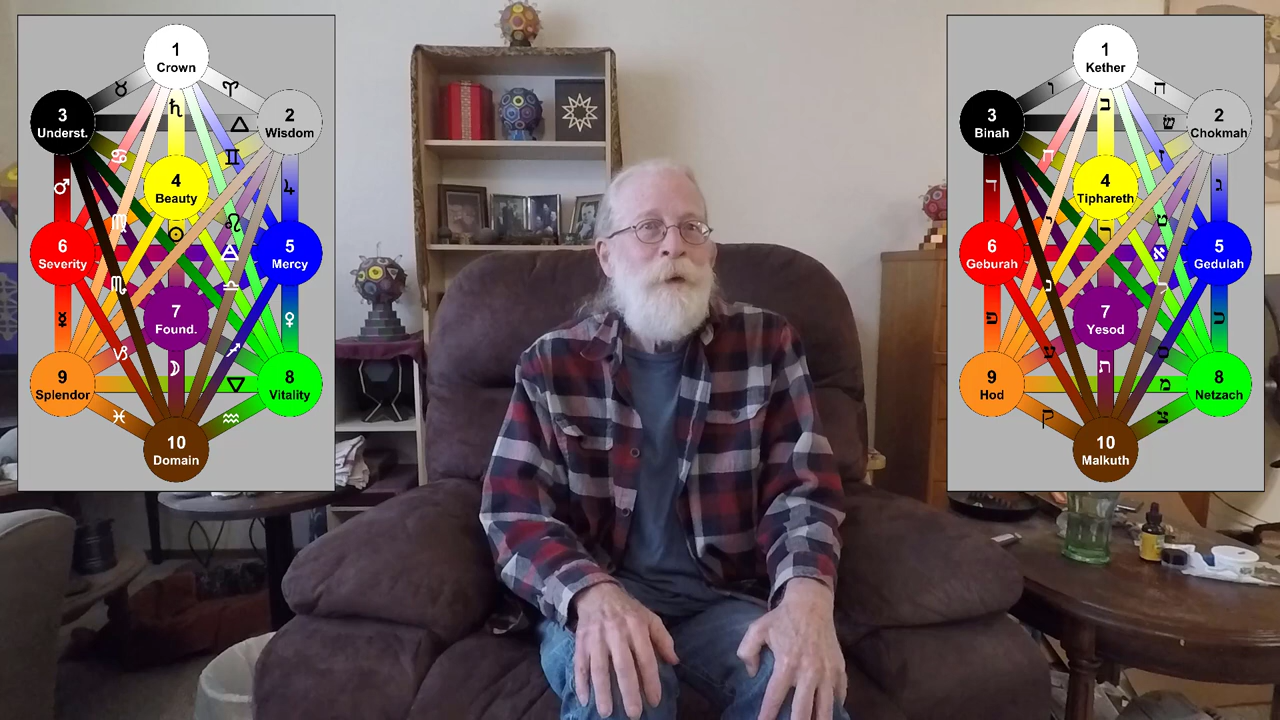 1
Crown
♉ ♈
♄
3
Underst.
△
2
Wisdom
♋ ♊
4
Beauty
♂ ♃
♍ ♌
☉
6
Severity
🜁
5
Mercy
♏ ♎
7
Found.
☿ ♀
♑ ♐
☽
9
Splendor
▽
8
Vitality
♓ ♒
10
Domain
1
Kether
ו ה
ב
3
Binah
ש
2
Chokmah
ח ז
4
Tiphareth
ד ג
י ט
ר
6
Geburah
א
5
Gedulah
נ ל
7
Yesod
פ כ
ע ס
ת
9
Hod
מ
8
Netzach
ק צ
10
Malkuth